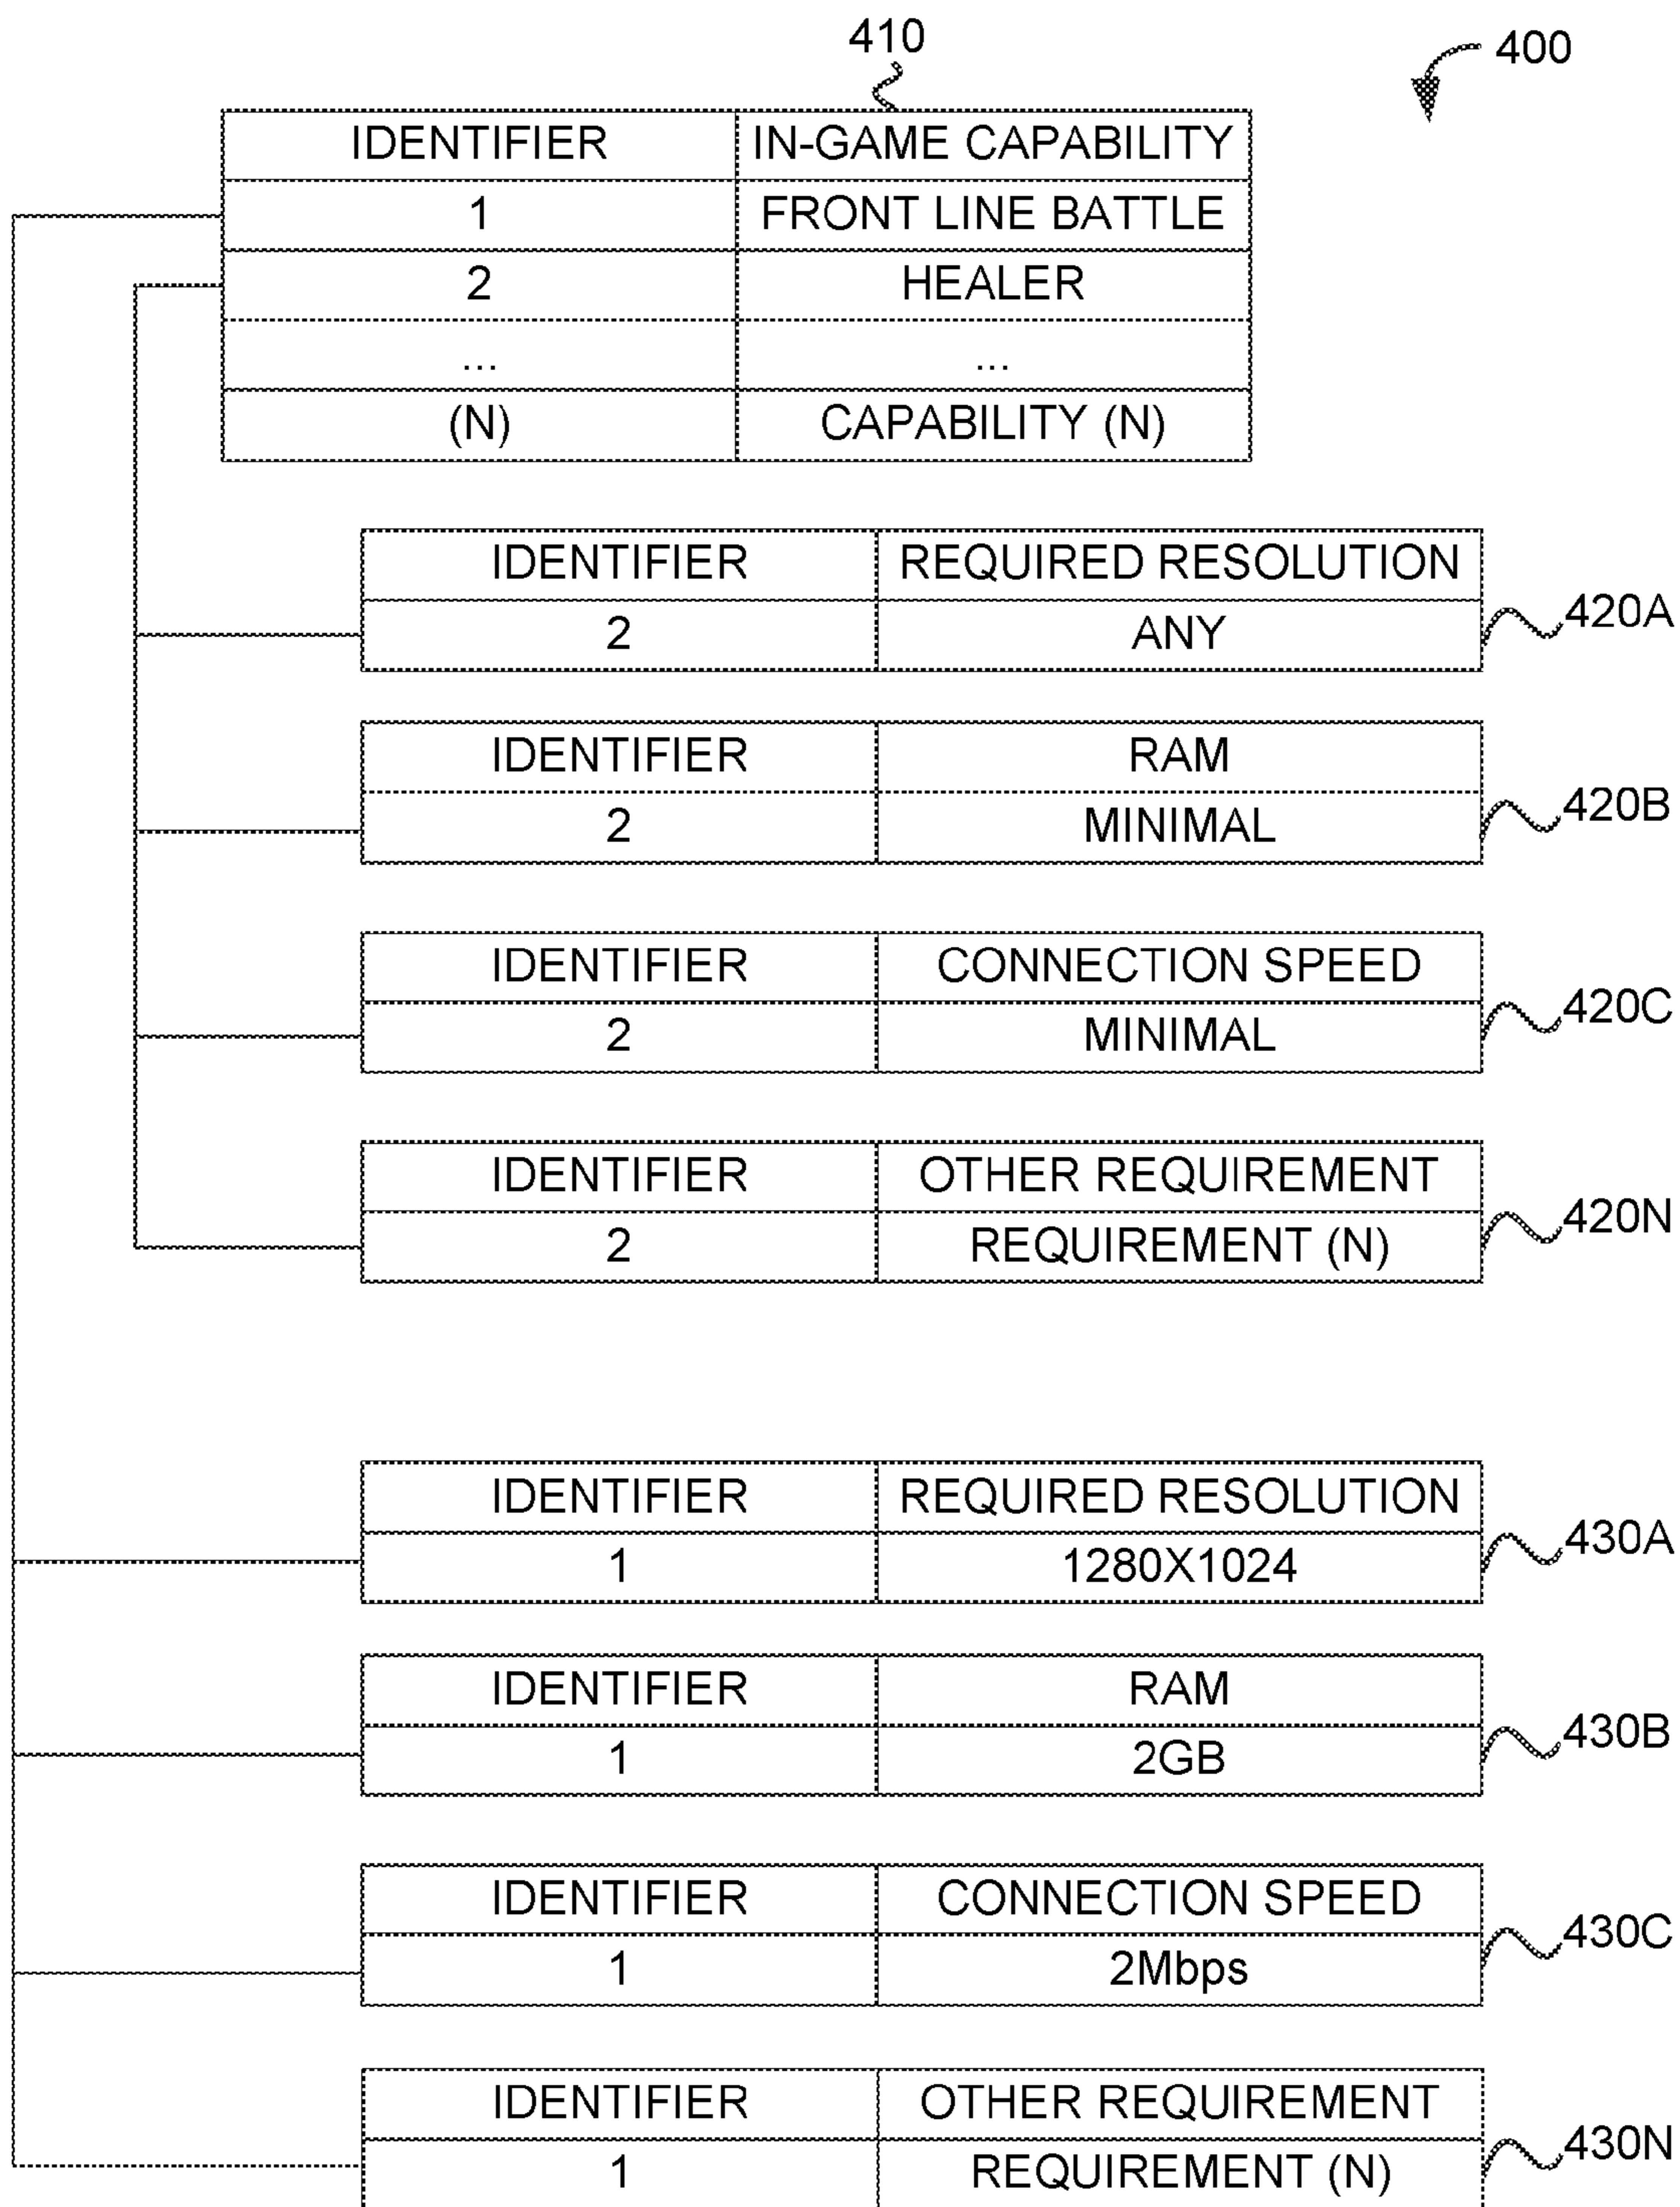 410
400
IDENTIFIER IN-GAME CAPABILITY
1 FRONT LINE BATTLE
2 HEALER
... ...
(N) CAPABILITY (N)
IDENTIFIER REQUIRED RESOLUTION
2 ANY
420A
IDENTIFIER RAM
2 MINIMAL
420B
IDENTIFIER CONNECTION SPEED
2 MINIMAL
420C
IDENTIFIER OTHER REQUIREMENT
2 REQUIREMENT (N)
420N
IDENTIFIER REQUIRED RESOLUTION
1 1280X1024
430A
IDENTIFIER RAM
1 2GB
430B
IDENTIFIER CONNECTION SPEED
1 2Mbps
430C
IDENTIFIER OTHER REQUIREMENT
1 REQUIREMENT (N)
430N